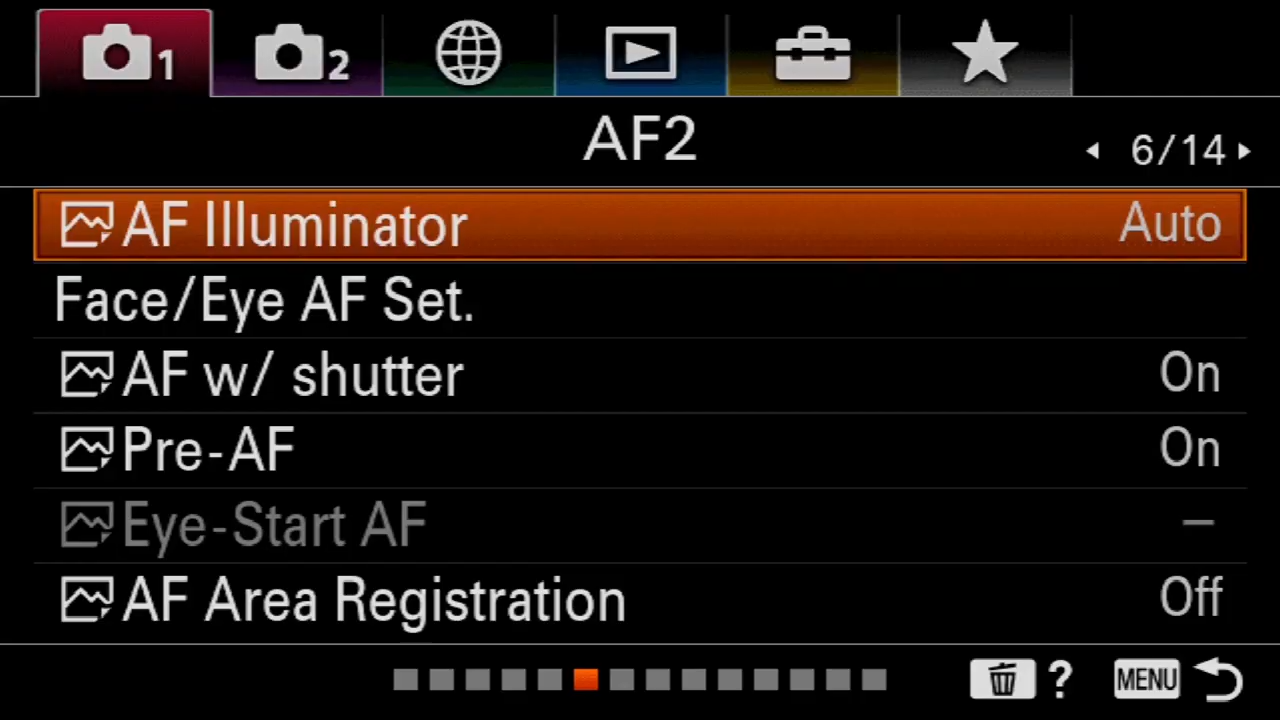 1 2
AF2
6/14
AF Illuminator Auto
Face/Eye AF Set.
AF w/ shutter On
Pre-AF On
Eye-Start AF –
AF Area Registration Off
? MENU